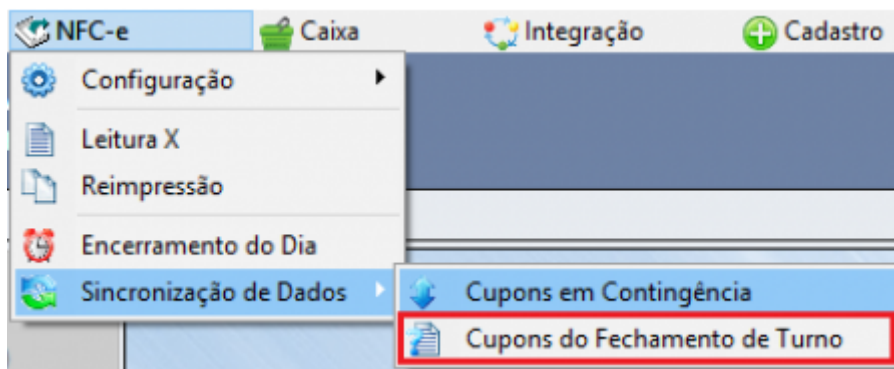 NFC-e Caixa Integração Cadastro
Configuração
Leitura X
Reimpressão
Encerramento do Dia
Sincronização de Dados
Cupons em Contingência
Cupons do Fechamento de Turno